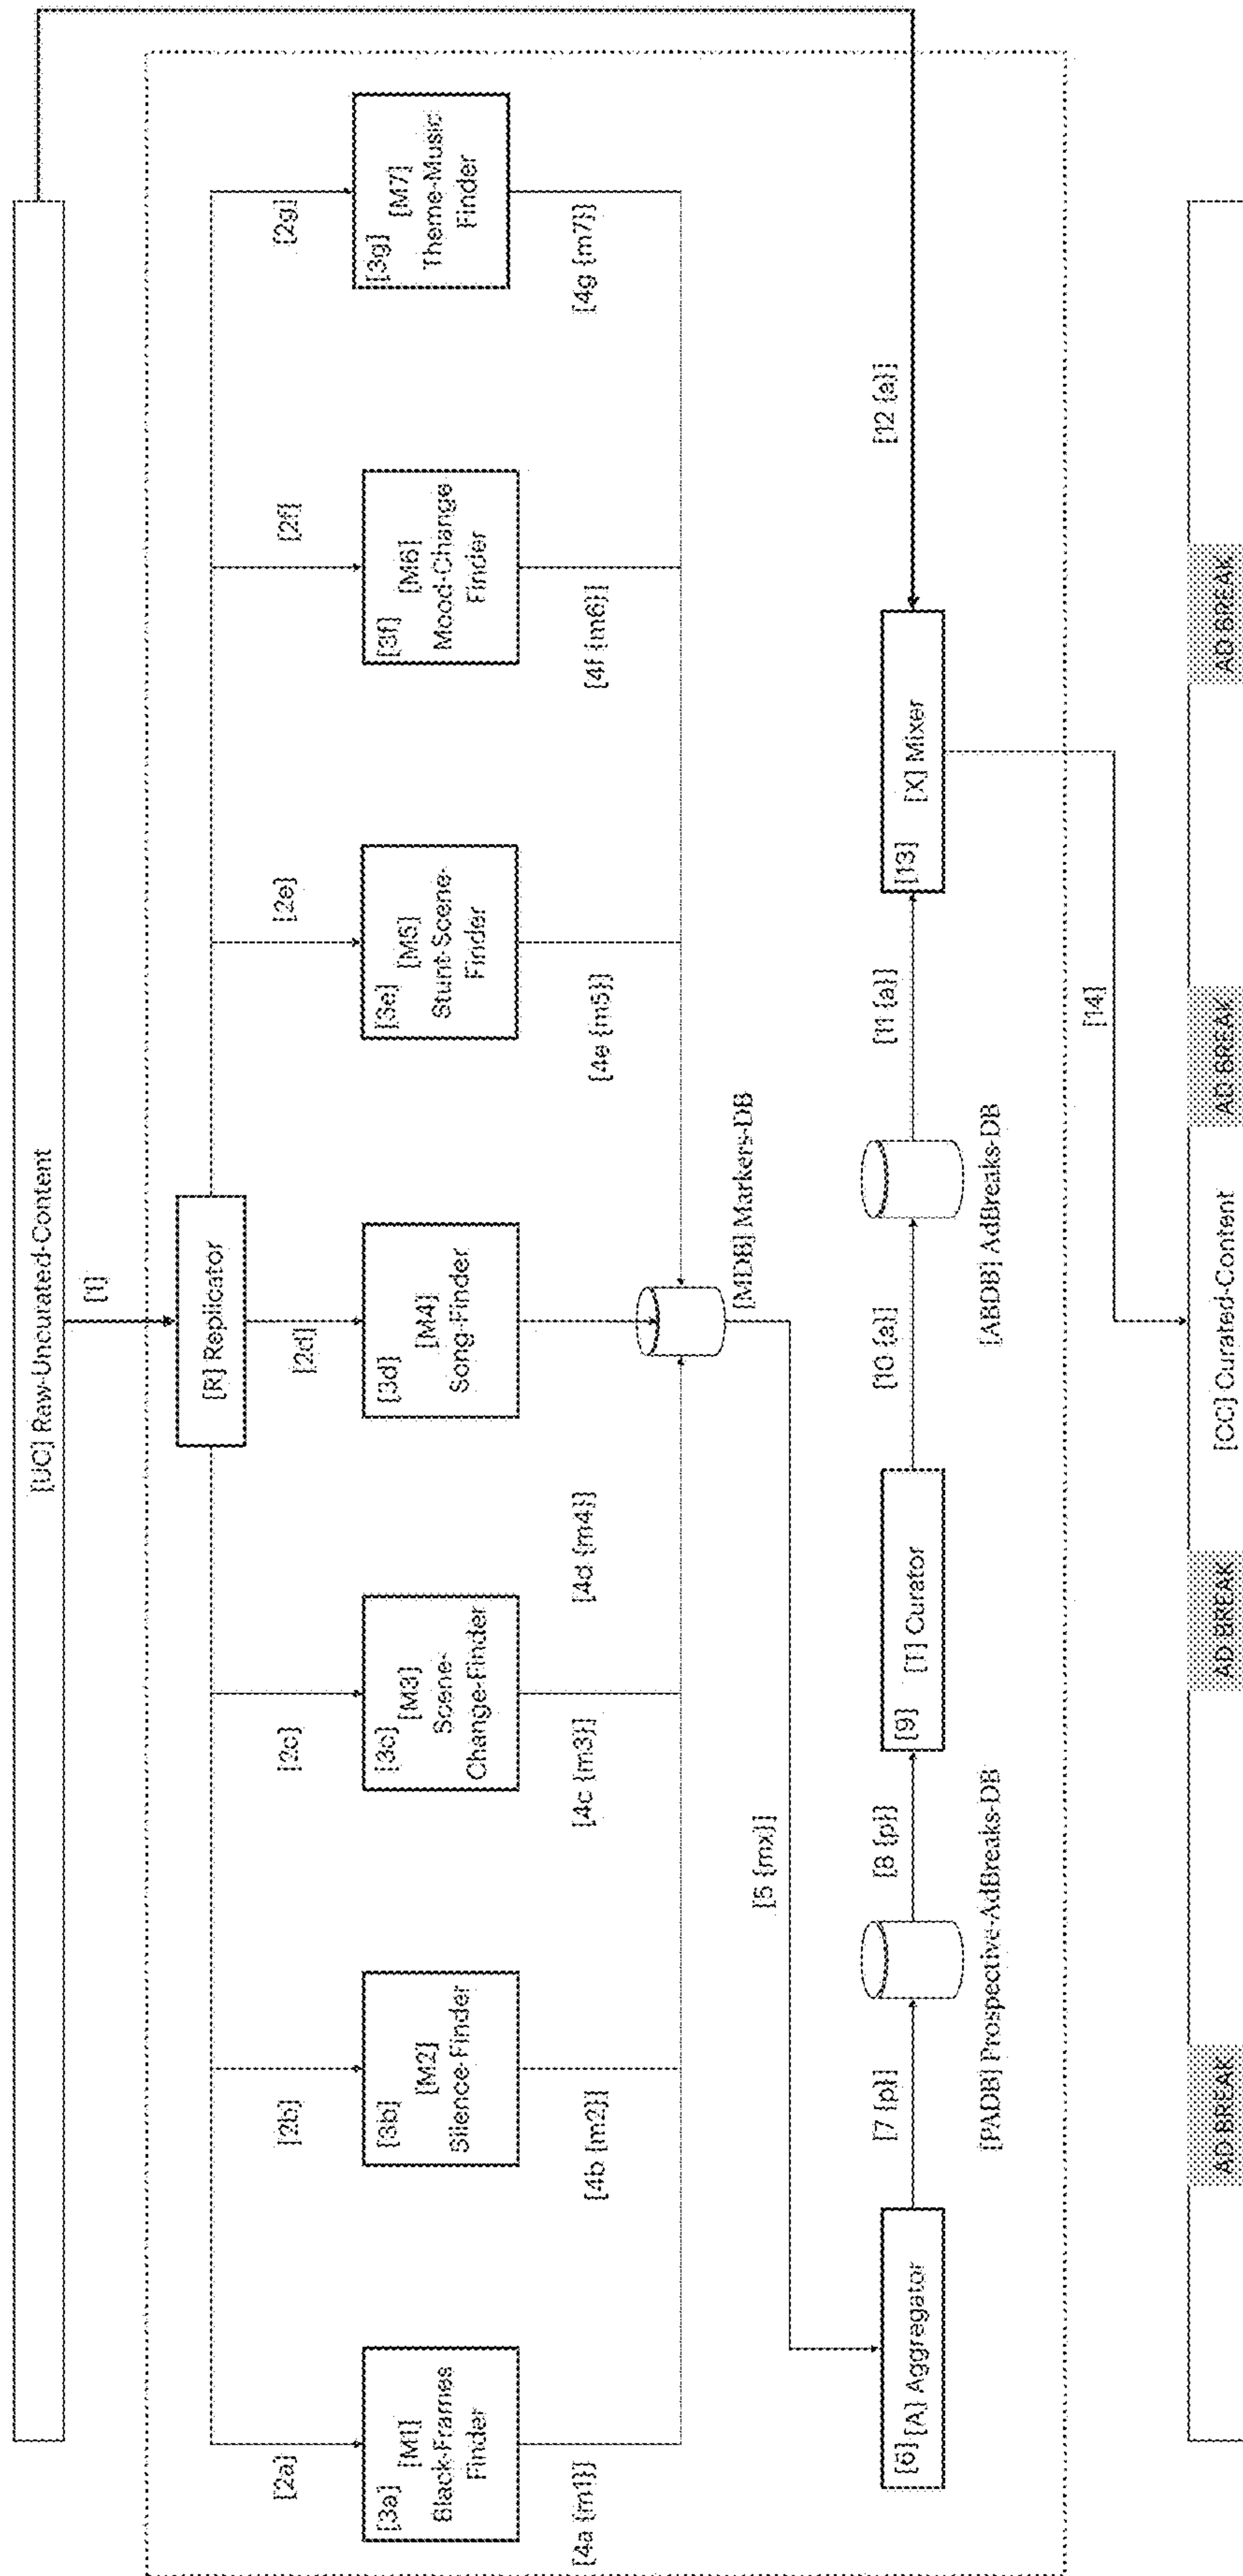 [UC] Raw-Uncurated-Content
[1]
[R] Replicator
[2a]
[2b]
[2c]
[2d]
[2e]
[2f]
[2g]
[3a]
[M1]
Black-Frames
Finder
[3b]
[M2]
Silence-Finder
[3c]
[M3]
Scene-
Change-Finder
[3d]
[M4]
Song-Finder
[3e]
[M5]
Stunt-Scene-
Finder
[3f]
[M6]
Mood-Change
Finder
[3g]
[M7]
Theme-Music
Finder
[4a {m1}]
[4b {m2}]
[4c {m3}]
[4d {m4}]
[4e {m5}]
[4f {m6}]
[4g {m7}]
[MDB] Markers-DB
[5 {mx}]
[6] [A] Aggregator
[7 {p}]
[PADB] Prospective-AdBreaks-DB
[8 {p}]
[9]
[T] Curator
[10 {a}]
[ABDB] AdBreaks-DB
[11 {a}]
[13]
[X] Mixer
[12 {a}]
[14]
AD BREAK
AD BREAK
[CC] Curated-Content
AD BREAK
AD BREAK